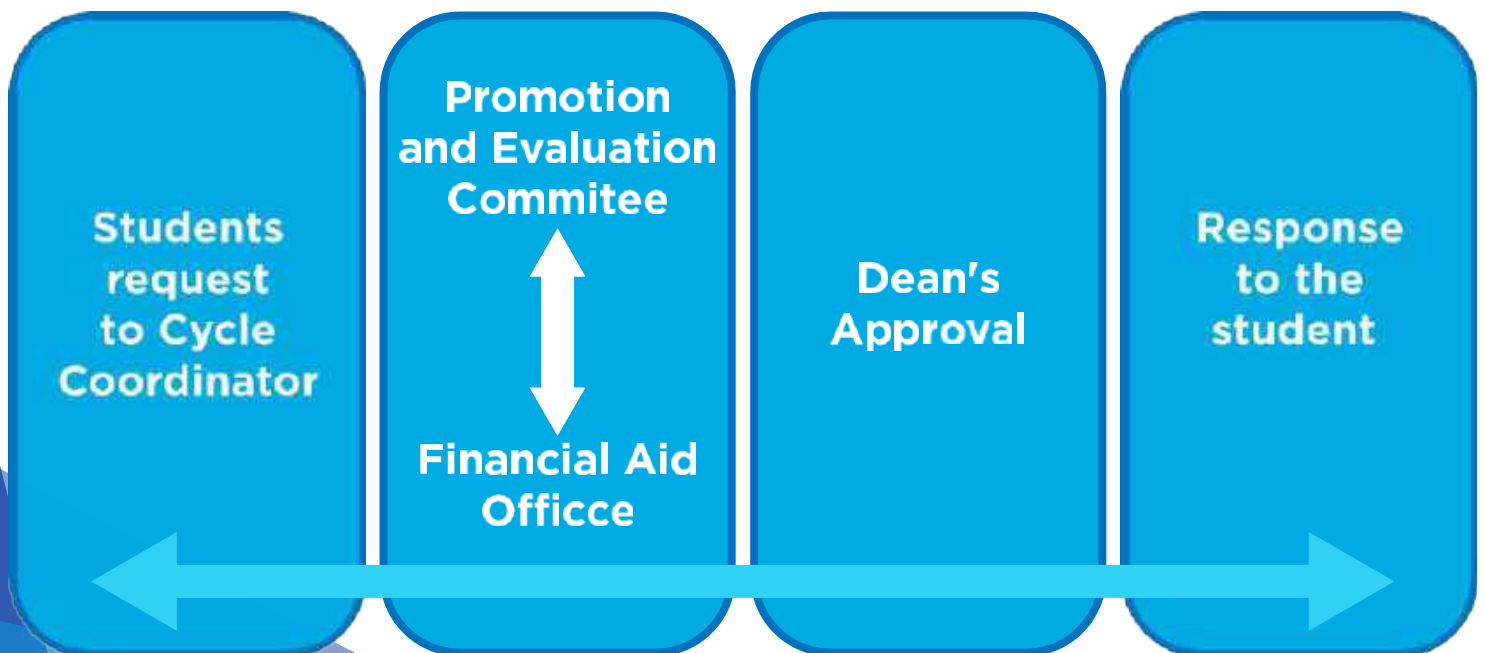 Students
request
to Cycle
Coordinator
Promotion
and Evaluation
Commitee
Financial Aid
Officce
Dean's
Approval
Response
to the
student